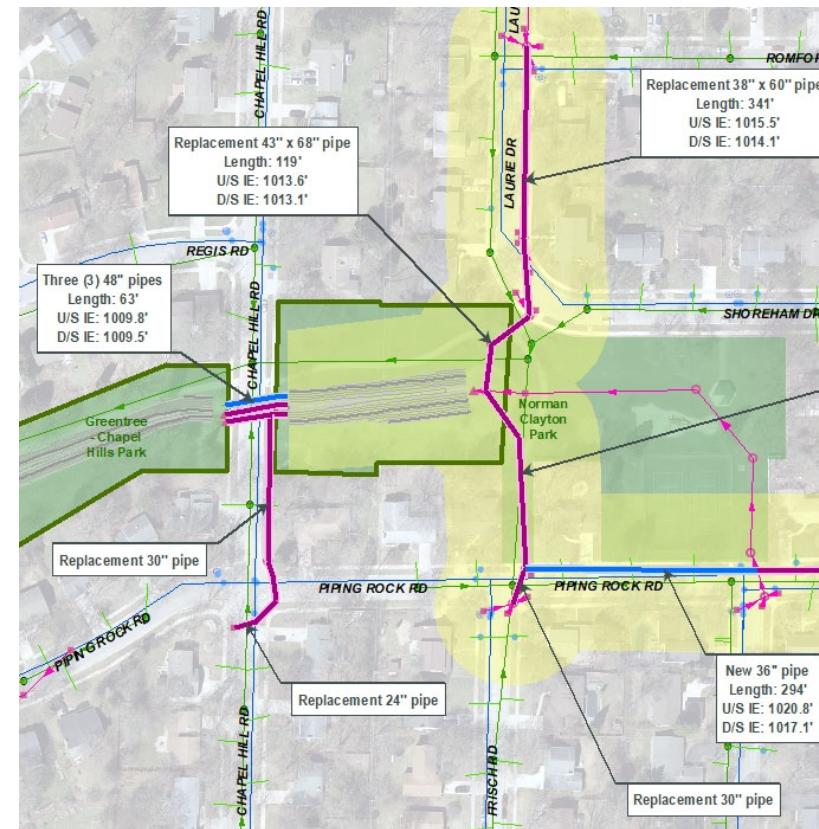 CHAPEL HILL RD
LAU
ROMFOR
Replacement 38" x 60" pipe
Length: 341'
U/S IE: 1015.5'
D/S IE: 1014.1'
Replacement 43" x 68" pipe
Length: 119'
U/S IE: 1013.6'
D/S IE: 1013.1'
LAURIE DR
REGIS RD
Three (3) 48" pipes
Length: 63'
U/S IE: 1009.8'
D/S IE: 1009.5'
CHAPEL HILL RD
SHOREHAM DR
Greentree
- Chapel
Hills Park
Norman
Clayton
Park
Replacement 30" pipe
PIPING ROCK RD
PIPING ROCK RD
PIPING ROCK RD
New 36" pipe
Length: 294'
U/S IE: 1020.8'
D/S IE: 1017.1'
Replacement 24" pipe
CHAPEL HILL RD
FRISCH RD
Replacement 30" pipe